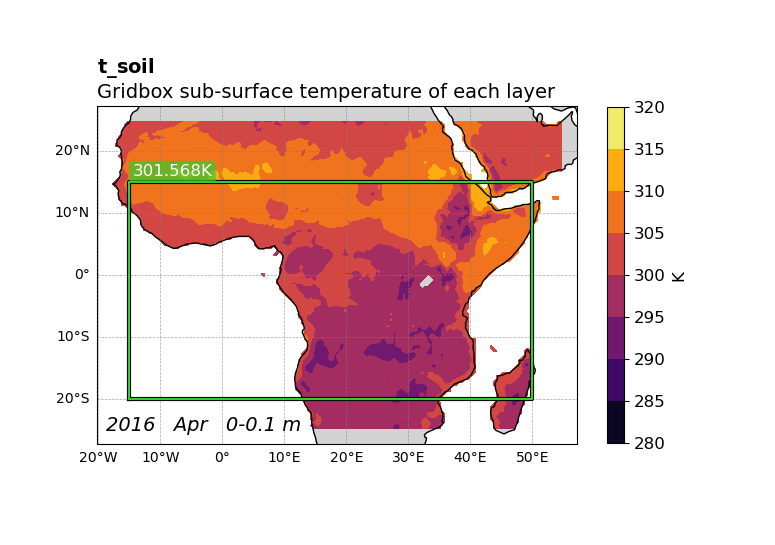 t_soil
Gridbox sub-surface temperature of each layer
301.568K
20°N
10°N
0°
10°S
20°S
2016 Apr 0-0.1 m
20°W 10°W 0° 10°E 20°E 30°E 40°E 50°E
320
315
310
305
300
295
290
285
280
K